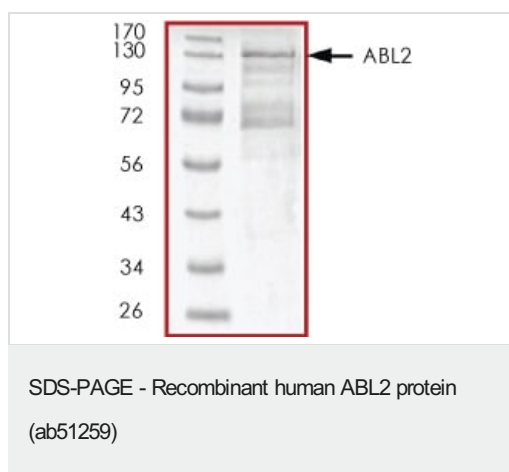 170
130
ABL2
95
72
56
43
34
26
SDS-PAGE - Recombinant human ABL2 protein
(ab51259)